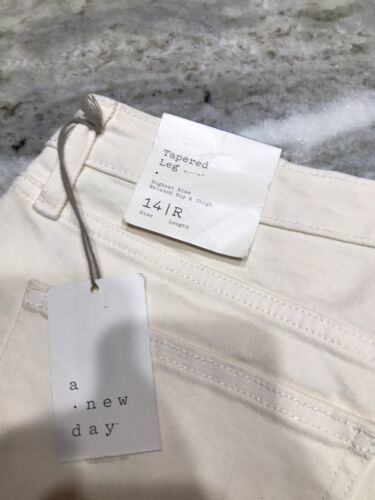 Tapered
Leg
Highest Rise
Relaxed Hip & Thigh
14|R
Size Length
a
· new
day